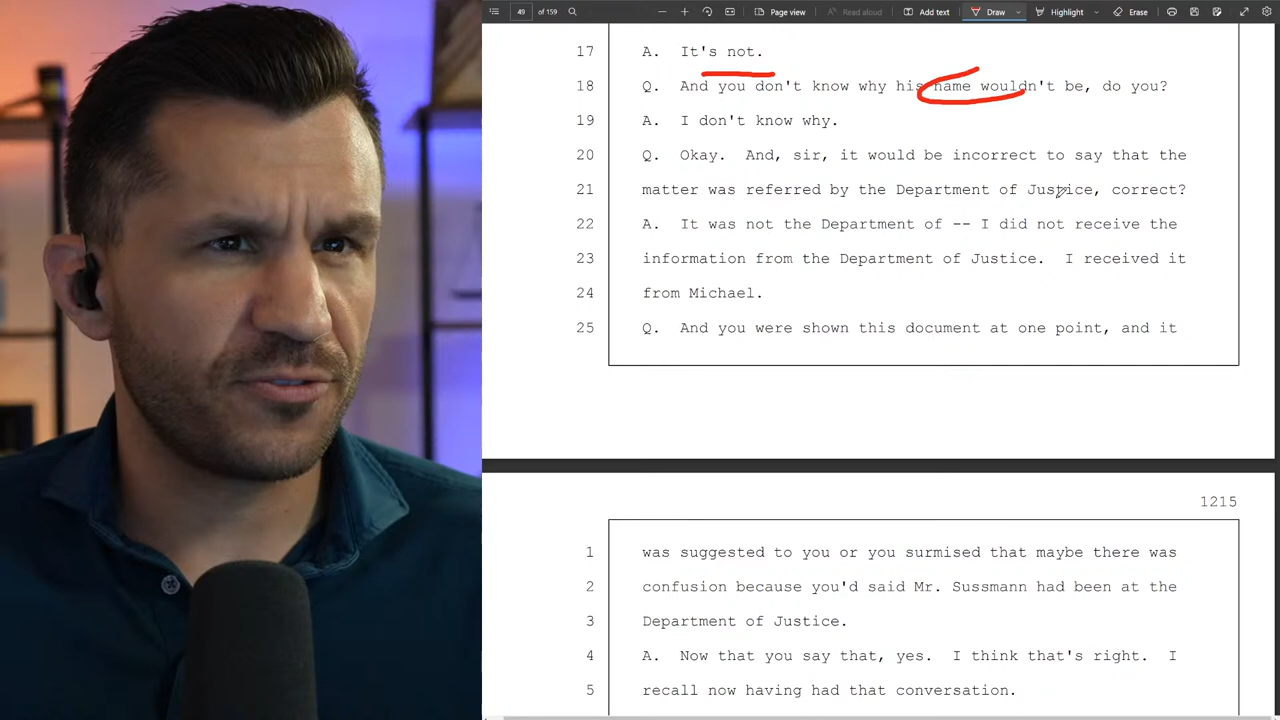 49 of 159 Page view Read aloud Add text Draw Highlight Erase
17 A. It's not.
18 Q. And you don't know why his name wouldn't be, do you?
19 A. I don't know why.
20 Q. Okay. And, sir, it would be incorrect to say that the
21 matter was referred by the Department of Justice, correct?
22 A. It was not the Department of -- I did not receive the
23 information from the Department of Justice. I received it
24 from Michael.
25 Q. And you were shown this document at one point, and it
1215
1 was suggested to you or you surmised that maybe there was
2 confusion because you'd said Mr. Sussmann had been at the
3 Department of Justice.
4 A. Now that you say that, yes. I think that's right. I
5 recall now having had that conversation.